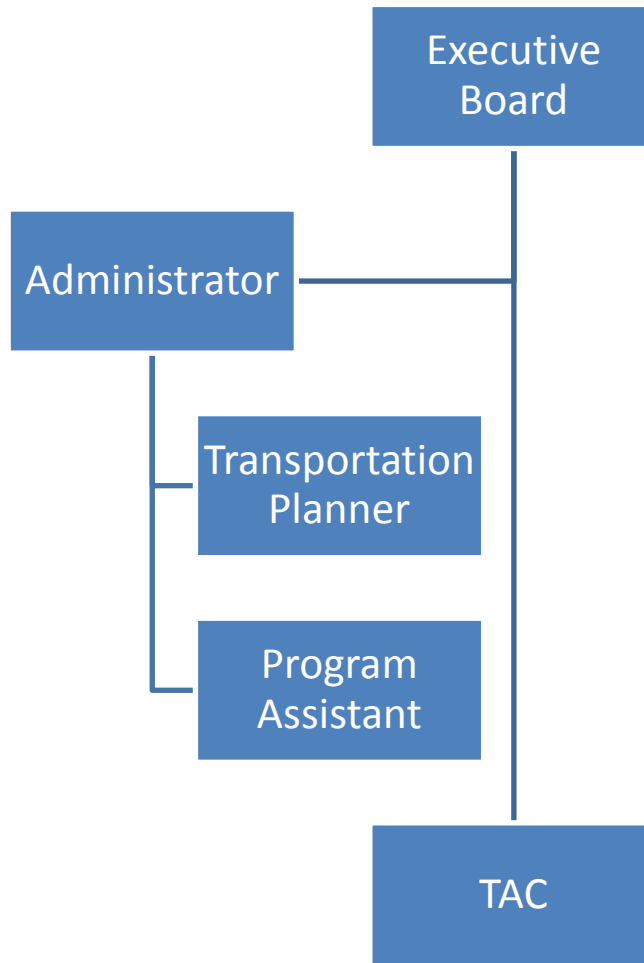 Executive
Board
Administrator
Transportation
Planner
Program
Assistant
TAC